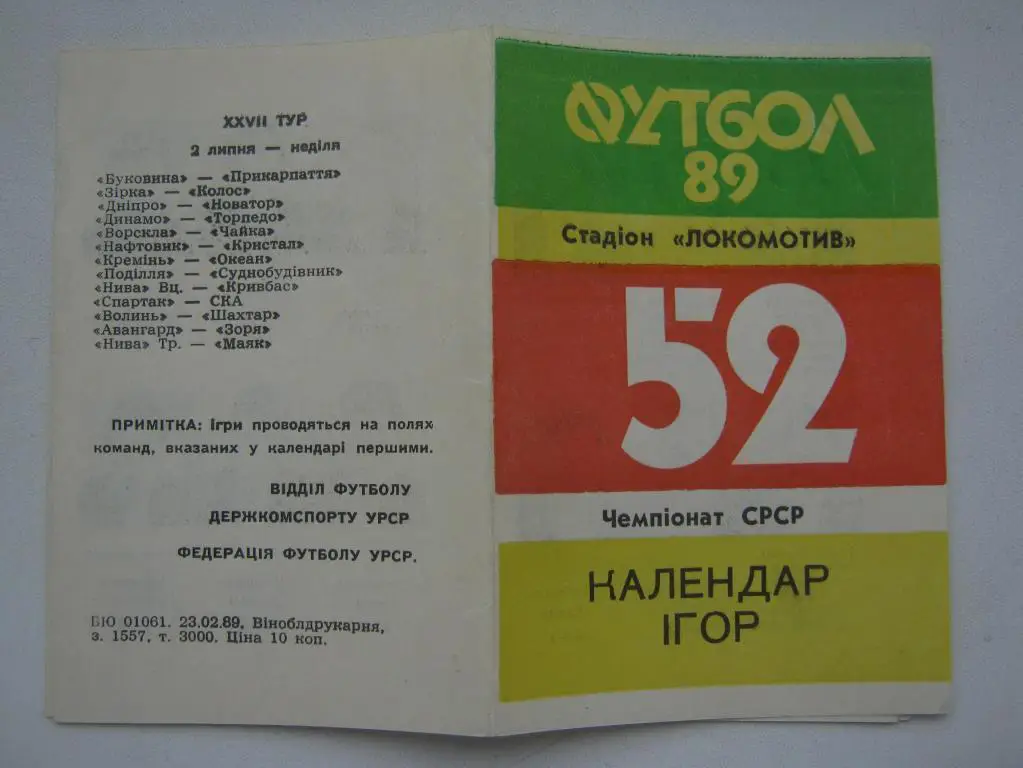 XXVII ТУР
2 липня — неділя
«Буковина» — «Прикарпаття»
«Зірка» — «Колос»
«Дніпро» — «Новатор»
«Динамо» — «Торпедо»
«Ворскла» — «Чайка»
«Нафтовик» — «Кристал»
«Кремінь» — «Океан»
«Поділля» — «Суднобудівник»
«Нива» Вц. — «Кривбас»
«Спартак» — СКА
«Волинь» — «Шахтар»
«Авангард» — «Зоря»
«Нива» Тр. — «Маяк»
ПРИМІТКА: Ігри проводяться на полях
команд, вказаних у календарі першими.
ВІДДІЛ ФУТБОЛУ
ДЕРЖКОМСПОРТУ УРСР
ФЕДЕРАЦІЯ ФУТБОЛУ УРСР.
БЮ 01061. 23.02.89, Віноблдрукарня,
з. 1557, т. 3000. Ціна 10 коп.
ФУТБОЛ
89
Стадіон «ЛОКОМОТИВ»
52
Чемпіонат СРСР
КАЛЕНДАР
ІГОР